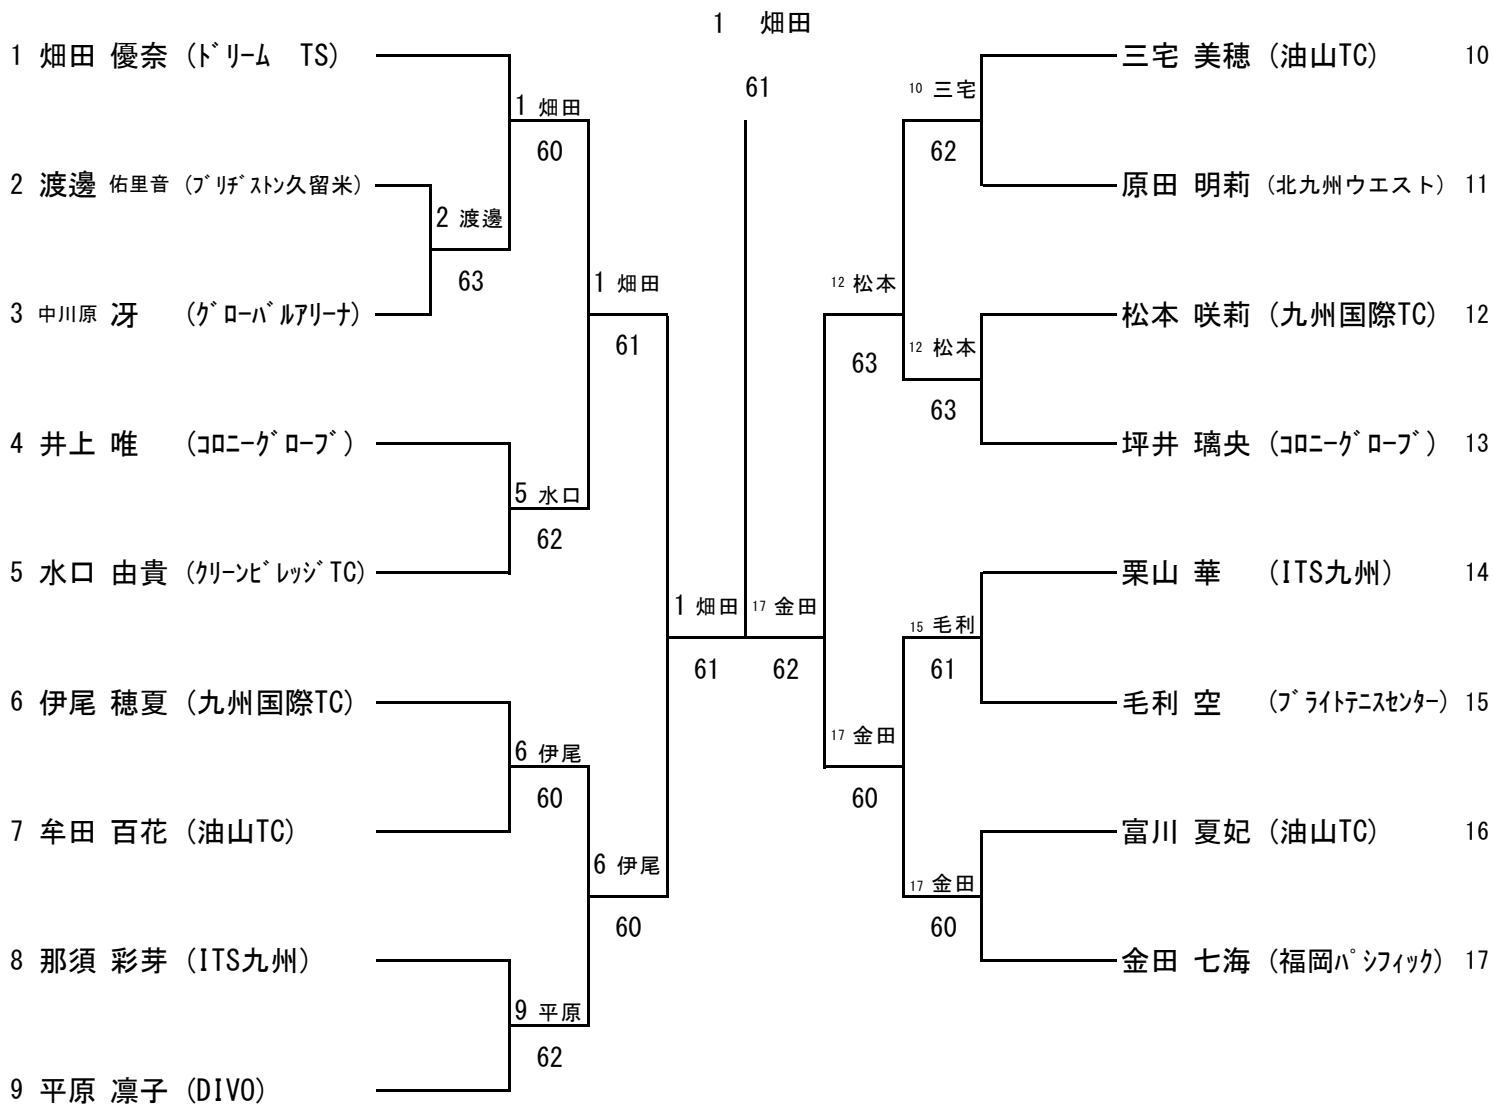 1 畑田
61
1 畑田 優奈 (ﾄﾞﾘｰﾑ TS)
1 畑田
60
2 渡邊 佑里音 (ﾌﾞﾘﾁﾞｽﾄﾝ久留米)
2 渡邊
63
3 中川原 冴 (ｸﾞﾛｰﾊﾞﾙｱﾘｰﾅ)
1 畑田
61
4 井上 唯 (ｺﾛﾆｰｸﾞﾛｰﾌﾞ)
5 水口
62
5 水口 由貴 (ｸﾘｰﾝﾋﾞﾚｯｼﾞTC)
1 畑田
61
6 伊尾 穂夏 (九州国際TC)
6 伊尾
60
7 牟田 百花 (油山TC)
6 伊尾
60
8 那須 彩芽 (ITS九州)
9 平原
62
9 平原 凛子 (DIVO)
三宅 美穂 (油山TC) 10
10 三宅
62
原田 明莉 (北九州ウエスト) 11
12 松本
63
松本 咲莉 (九州国際TC) 12
12 松本
63
坪井 璃央 (ｺﾛﾆｰｸﾞﾛｰﾌﾞ) 13
17 金田
62
栗山 華 (ITS九州) 14
15 毛利
61
毛利 空 (ﾌﾞﾗｲﾄﾃﾆｽｾﾝﾀｰ) 15
17 金田
60
富川 夏妃 (油山TC) 16
17 金田
60
金田 七海 (福岡ﾊﾟｼﾌｨｯｸ) 17